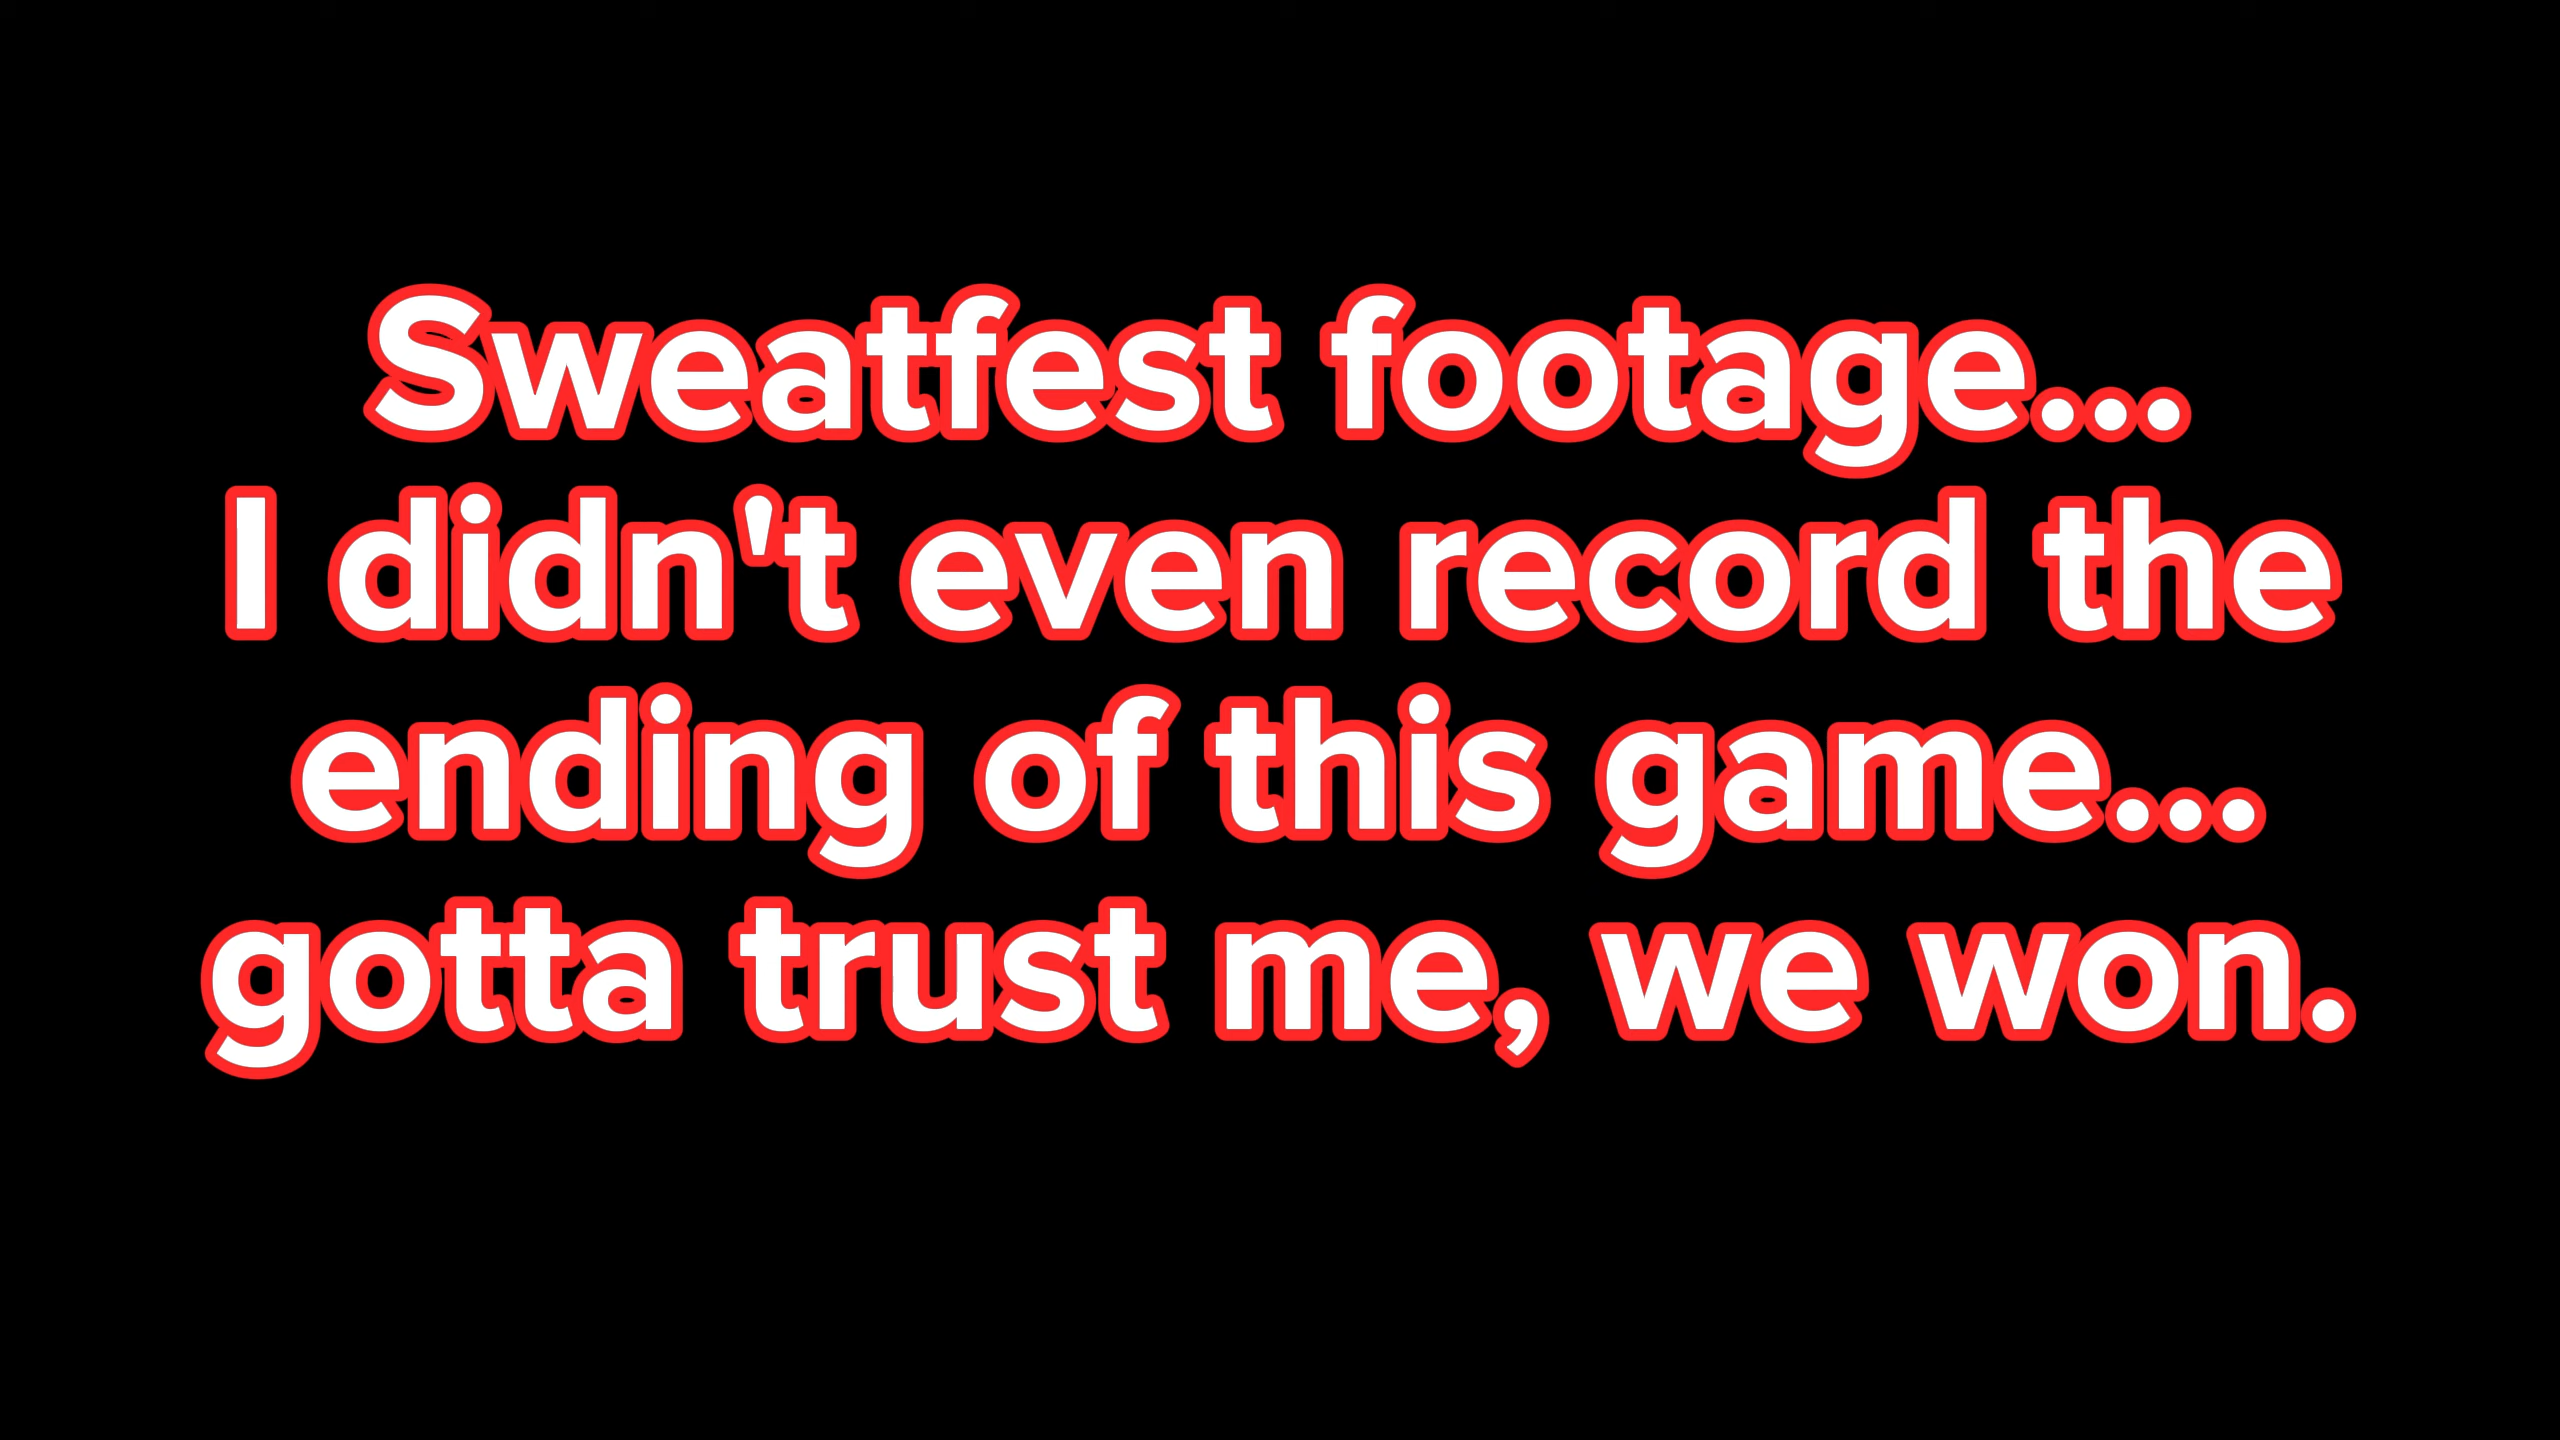 Sweatfest footage...
I didn't even record the
ending of this game...
gotta trust me, we won.